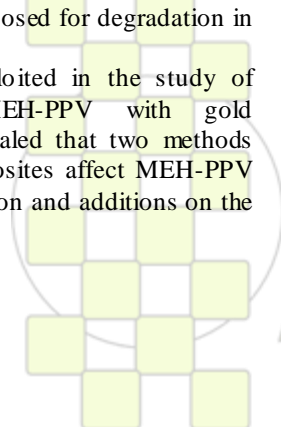 osed for degradation in
loited in the study of
EH-PPV with gold
aled that two methods
osites affect MEH-PPV
on and additions on the